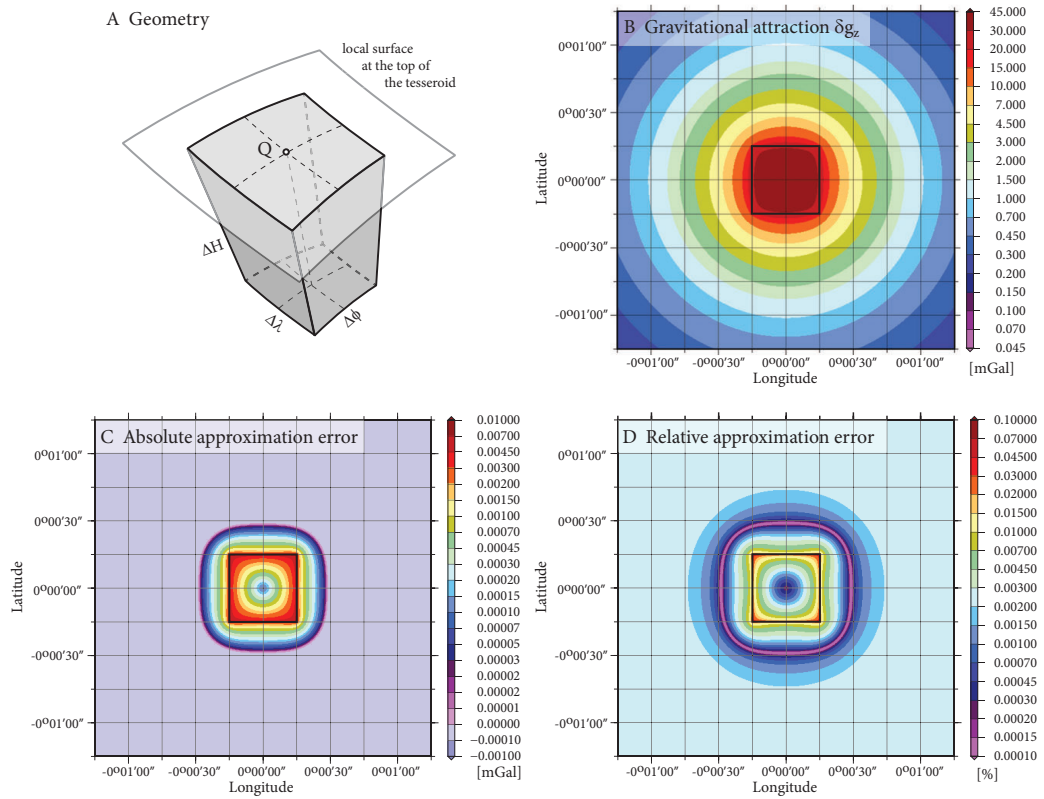 A Geometry
local surface
at the top of
the tesseroid
Q
ΔH
Δλ
Δϕ
B Gravitational attraction δgz
0º01′00″
0º00′30″
0º00′00″
-0º00′30″
-0º01′00″
Latitude
-0º01′00″ -0º00′30″ 0º00′00″ 0º00′30″ 0º01′00″
Longitude
45.000
30.000
20.000
15.000
10.000
7.000
4.500
3.000
2.000
1.500
1.000
0.700
0.450
0.300
0.200
0.150
0.100
0.070
0.045
[mGal]
C Absolute approximation error
0º01′00″
0º00′30″
0º00′00″
-0º00′30″
-0º01′00″
Latitude
-0º01′00″ -0º00′30″ 0º00′00″ 0º00′30″ 0º01′00″
Longitude
0.01000
0.00700
0.00450
0.00300
0.00200
0.00150
0.00100
0.00070
0.00045
0.00030
0.00020
0.00015
0.00010
0.00007
0.00005
0.00003
0.00002
0.00002
0.00001
0.00000
−0.00010
−0.00100
[mGal]
D Relative approximation error
0º01′00″
0º00′30″
0º00′00″
-0º00′30″
-0º01′00″
Latitude
-0º01′00″ -0º00′30″ 0º00′00″ 0º00′30″ 0º01′00″
Longitude
0.10000
0.07000
0.04500
0.03000
0.02000
0.01500
0.01000
0.00700
0.00450
0.00300
0.00200
0.00150
0.00100
0.00070
0.00045
0.00030
0.00020
0.00015
0.00010
[%]